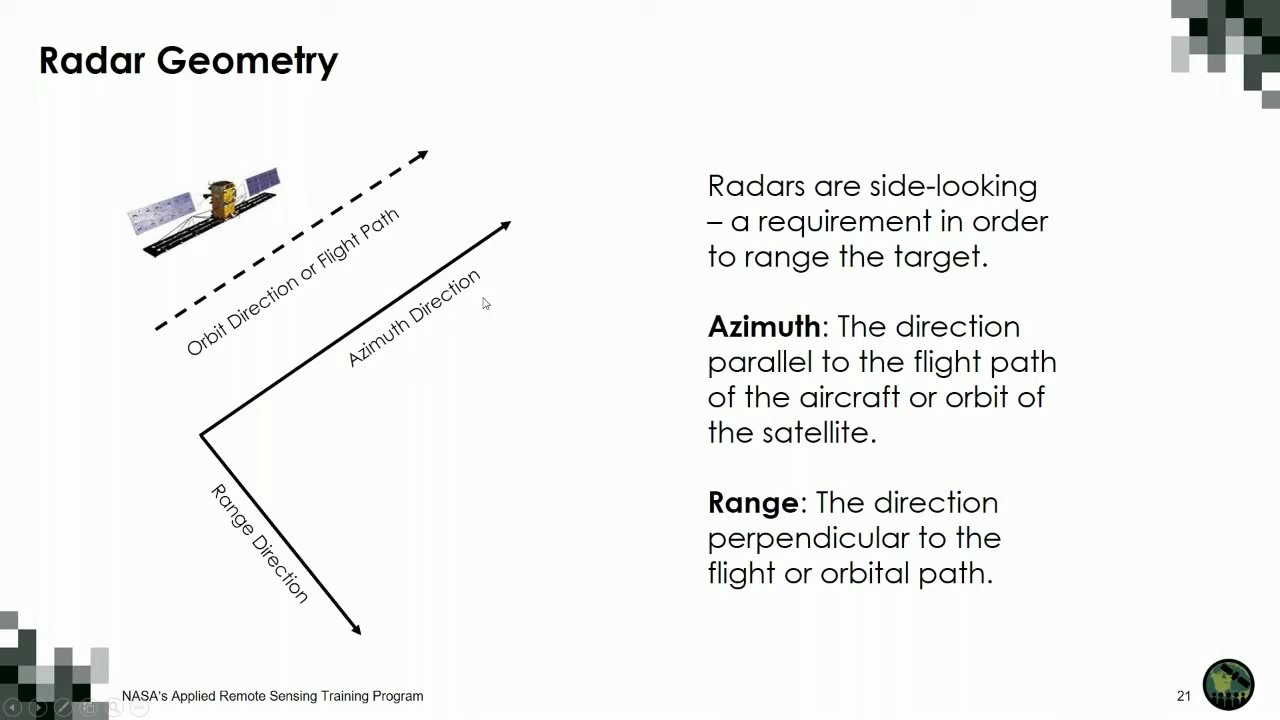 Radar Geometry
Orbit Direction or Flight Path
Azimuth Direction
Range Direction
Radars are side-looking
– a requirement in order
to range the target.
Azimuth: The direction
parallel to the flight path
of the aircraft or orbit of
the satellite.
Range: The direction
perpendicular to the
flight or orbital path.
NASA's Applied Remote Sensing Training Program
21